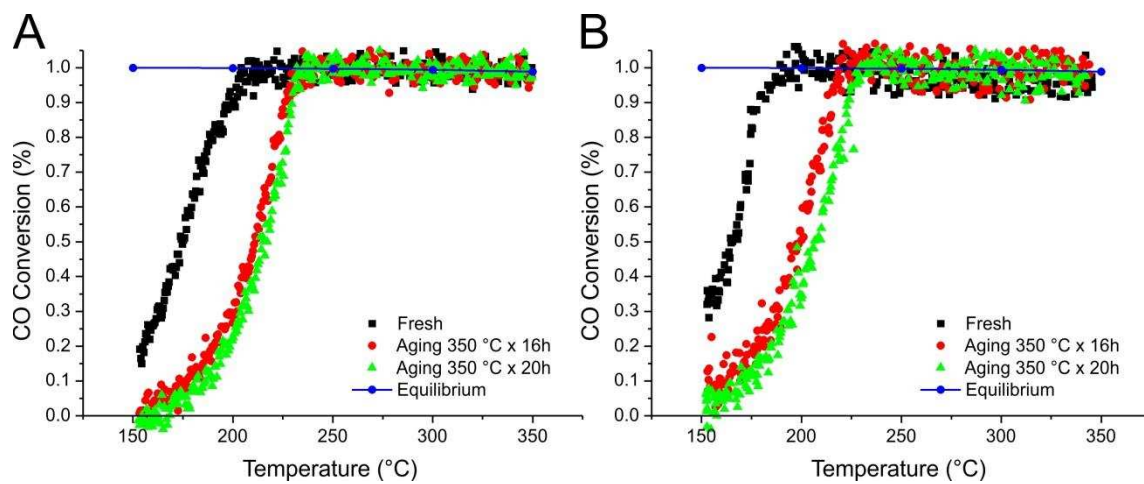 A
CO Conversion (%)
1.0
0.9
0.8
0.7
0.6
0.5
0.4
0.3
0.2
0.1
0.0
Fresh
Aging 350 °C x 16h
Aging 350 °C x 20h
Equilibrium
150 200 250 300 350
Temperature (°C)
B
CO Conversion (%)
1.0
0.9
0.8
0.7
0.6
0.5
0.4
0.3
0.2
0.1
0.0
Fresh
Aging 350 °C x 16h
Aging 350 °C x 20h
Equilibrium
150 200 250 300 350
Temperature (°C)